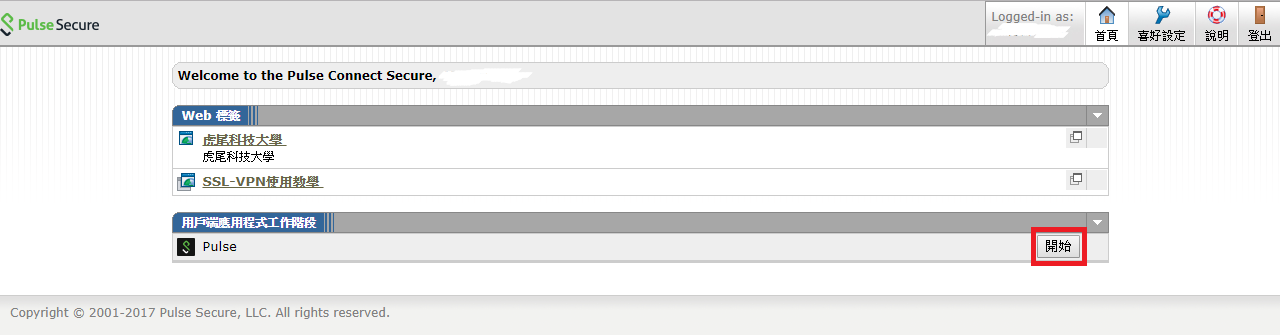 Pulse Secure
Logged-in as:
首頁
喜好設定
說明
登出
Welcome to the Pulse Connect Secure,
Web 標籤
虎尾科技大學
虎尾科技大學
SSL-VPN使用教學
用戶端應用程式工作階段
Pulse
開始
Copyright © 2001-2017 Pulse Secure, LLC. All rights reserved.